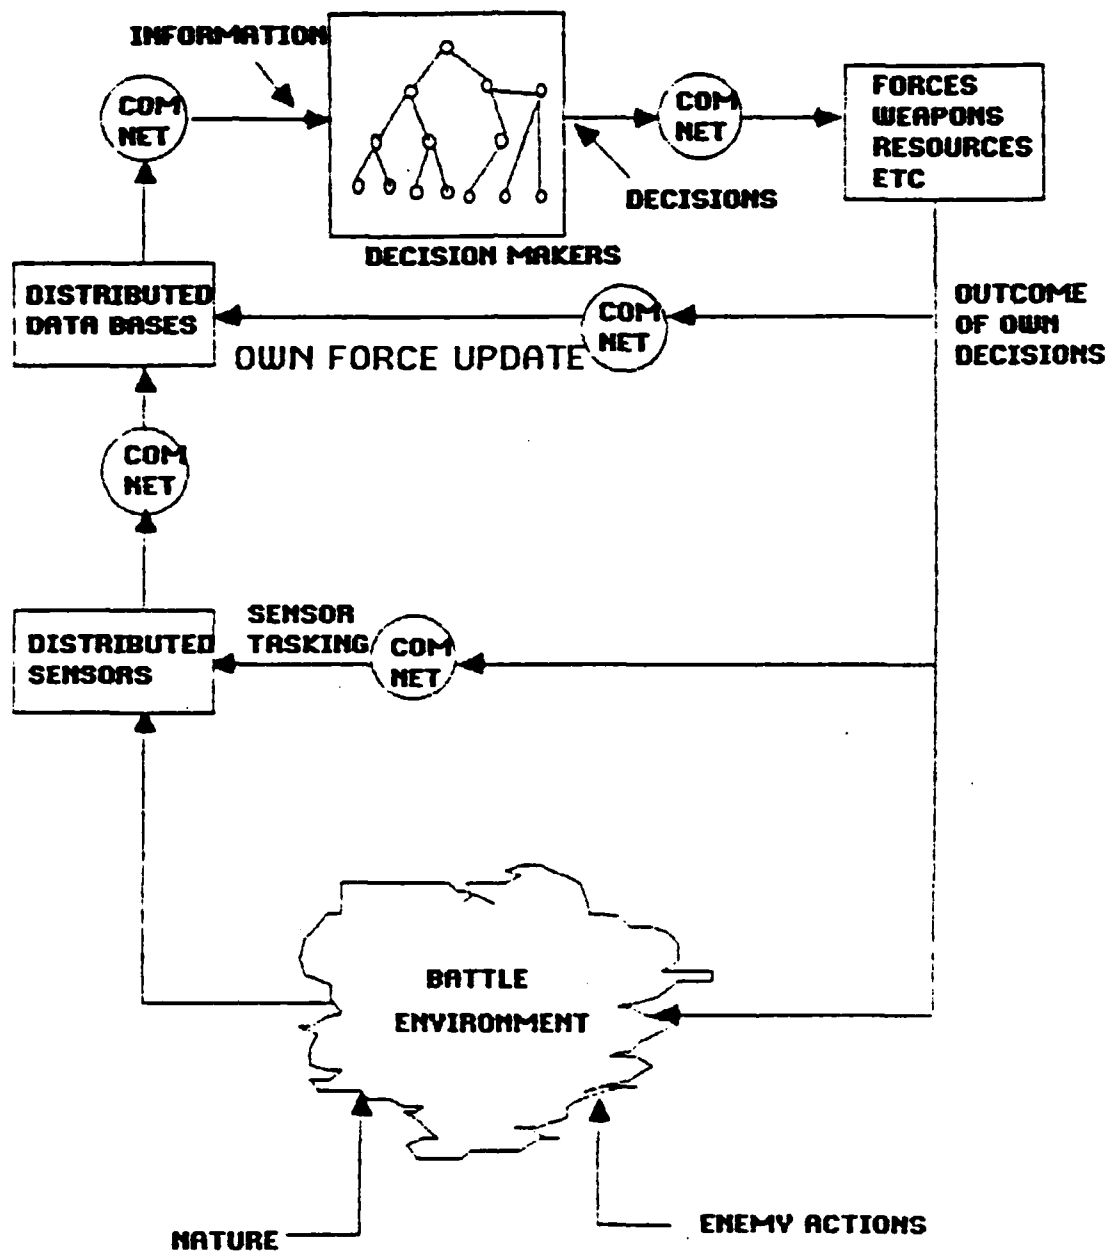 INFORMATION
COM
NET
COM
NET
FORCES
WEAPONS
RESOURCES
ETC
DECISIONS
DECISION MAKERS
DISTRIBUTED
DATA BASES
COM
NET
OWN FORCE UPDATE
OUTCOME
OF OWN
DECISIONS
COM
NET
DISTRIBUTED
SENSORS
SENSOR
TASKING
COM
NET
BATTLE
ENVIRONMENT
NATURE
ENEMY ACTIONS